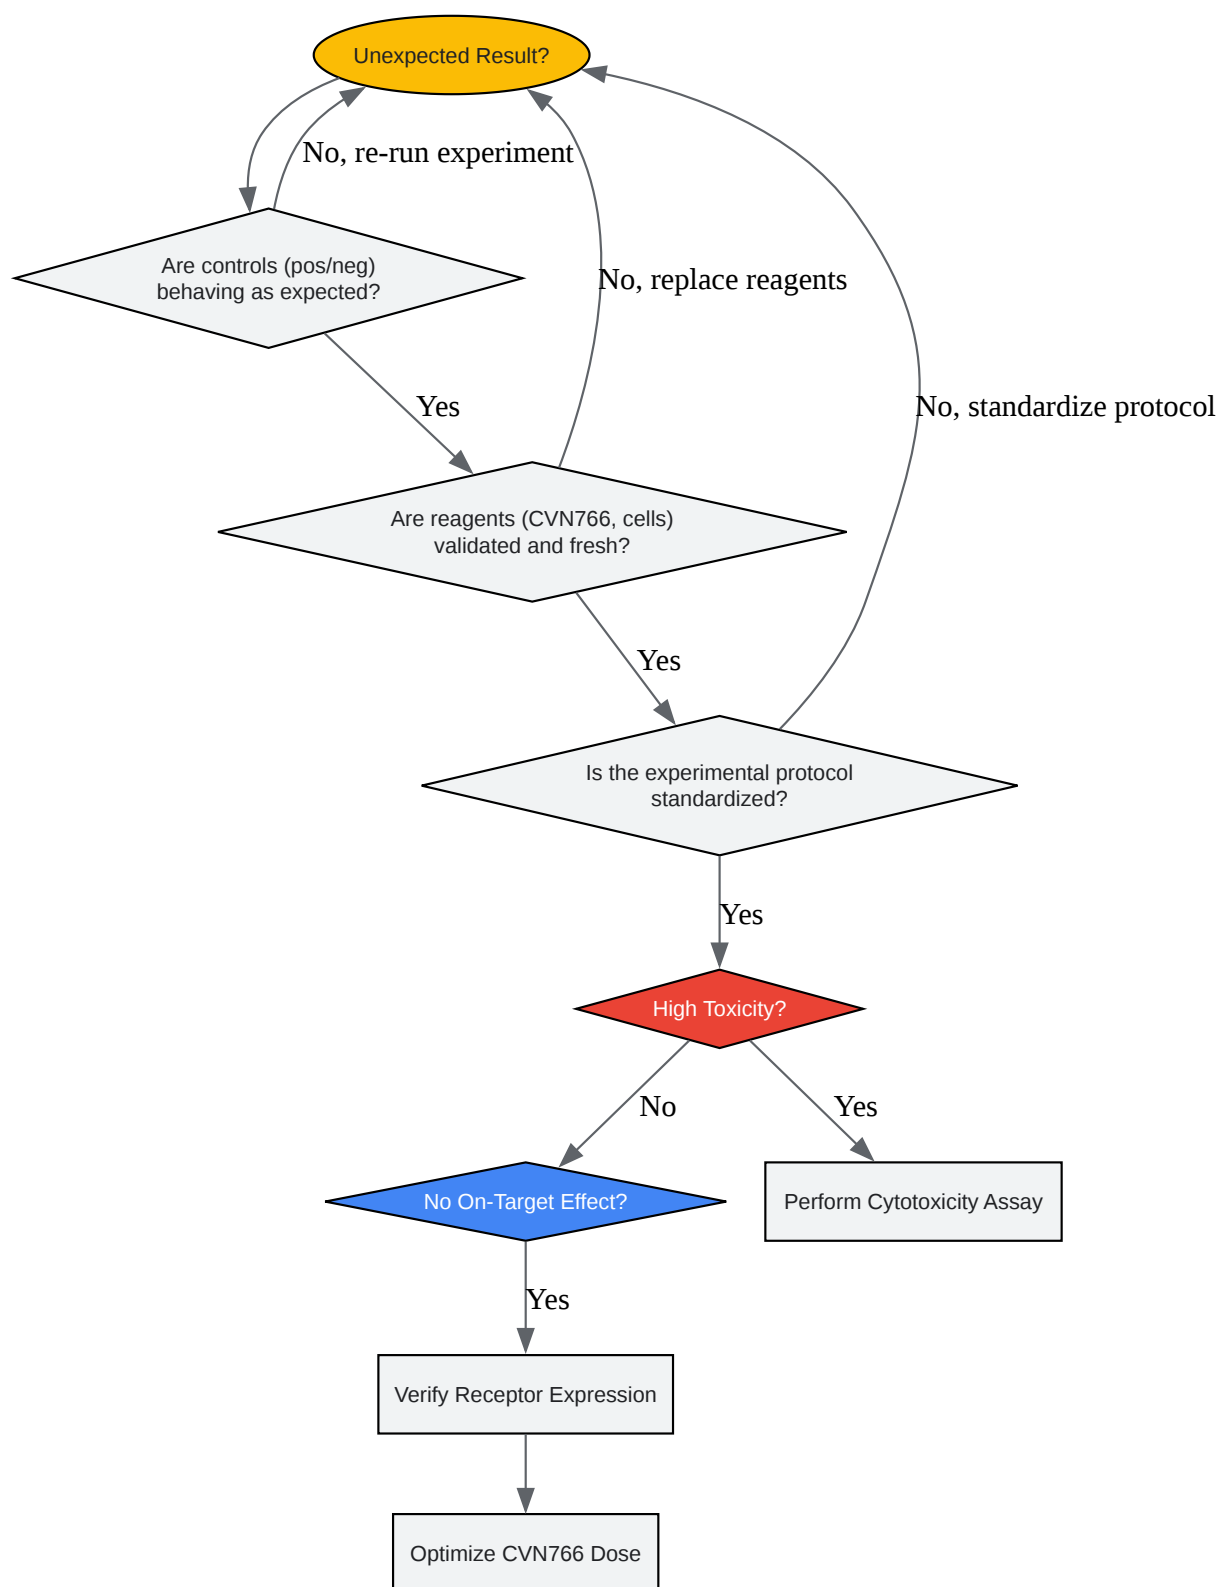 Unexpected Result?
No, re-run experiment
Are controls (pos/neg)
behaving as expected?
No, replace reagents
Yes
No, standardize protocol
Are reagents (CVN766, cells)
validated and fresh?
Yes
Is the experimental protocol
standardized?
Yes
High Toxicity?
No
Yes
No On-Target Effect?
Perform Cytotoxicity Assay
Yes
Verify Receptor Expression
Optimize CVN766 Dose